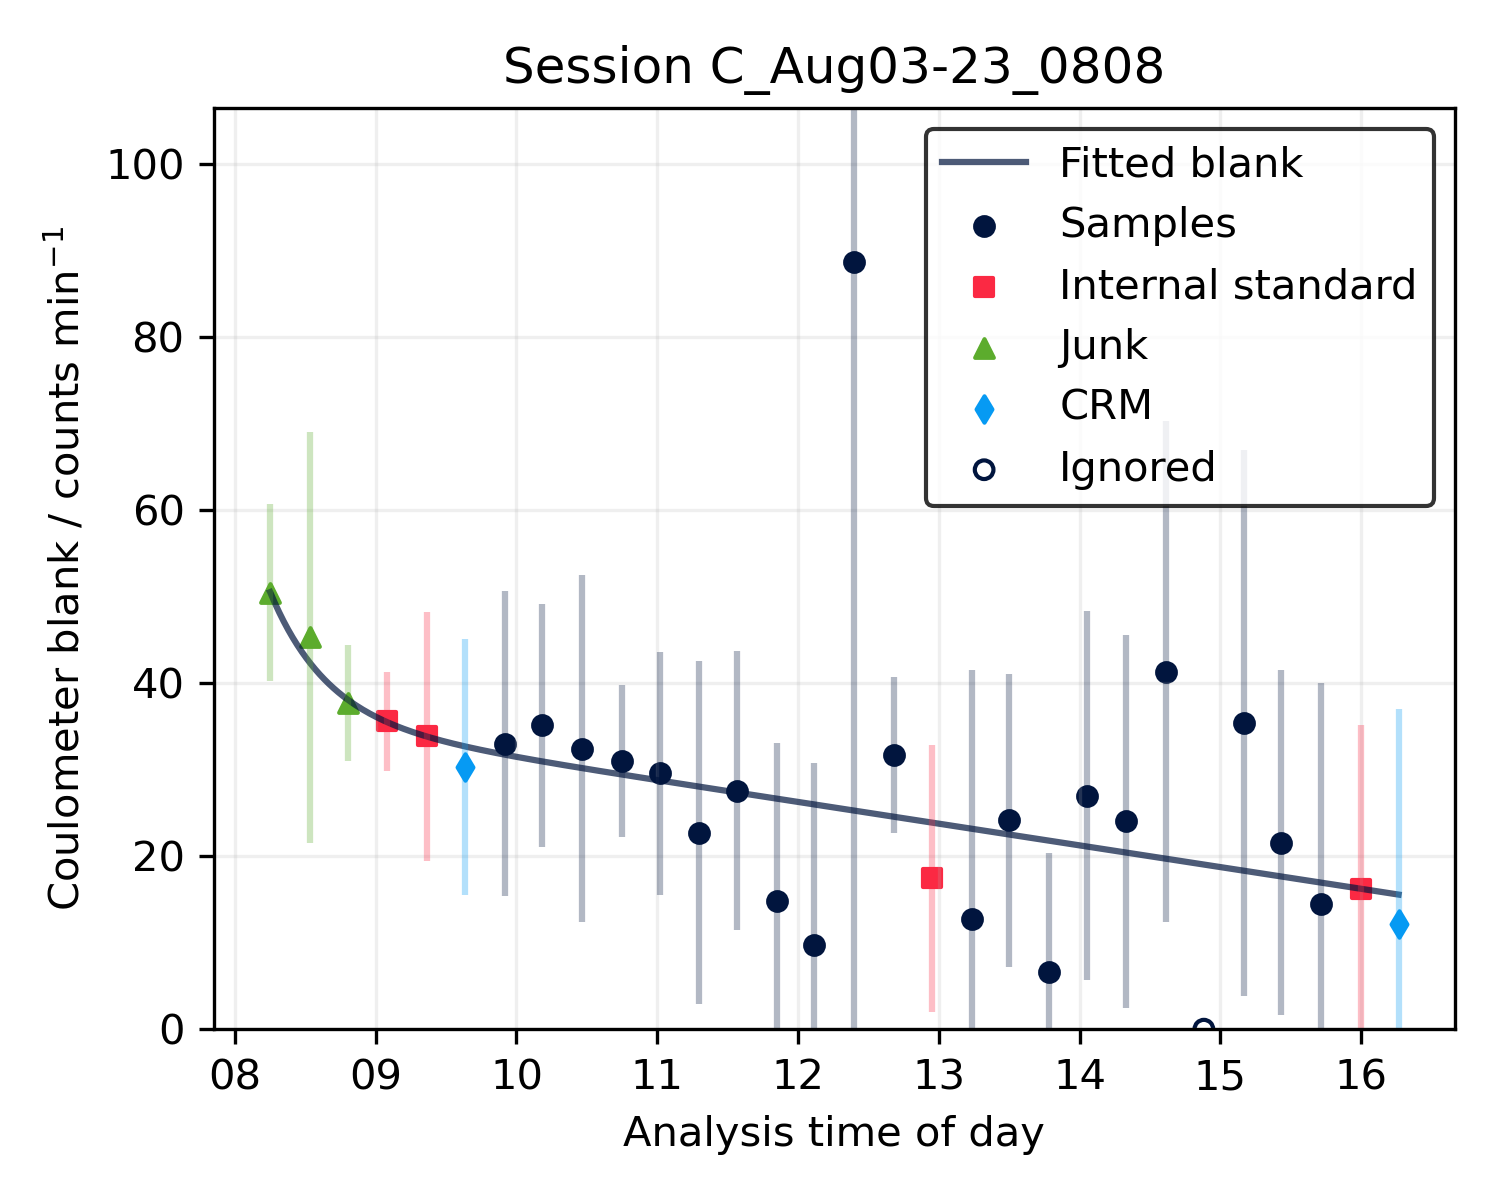 Session C_Aug03-23_0808
Coulometer blank / counts min⁻¹
100
80
60
40
20
0
Fitted blank
Samples
Internal standard
Junk
CRM
Ignored
08 09 10 11 12 13 14 15 16
Analysis time of day